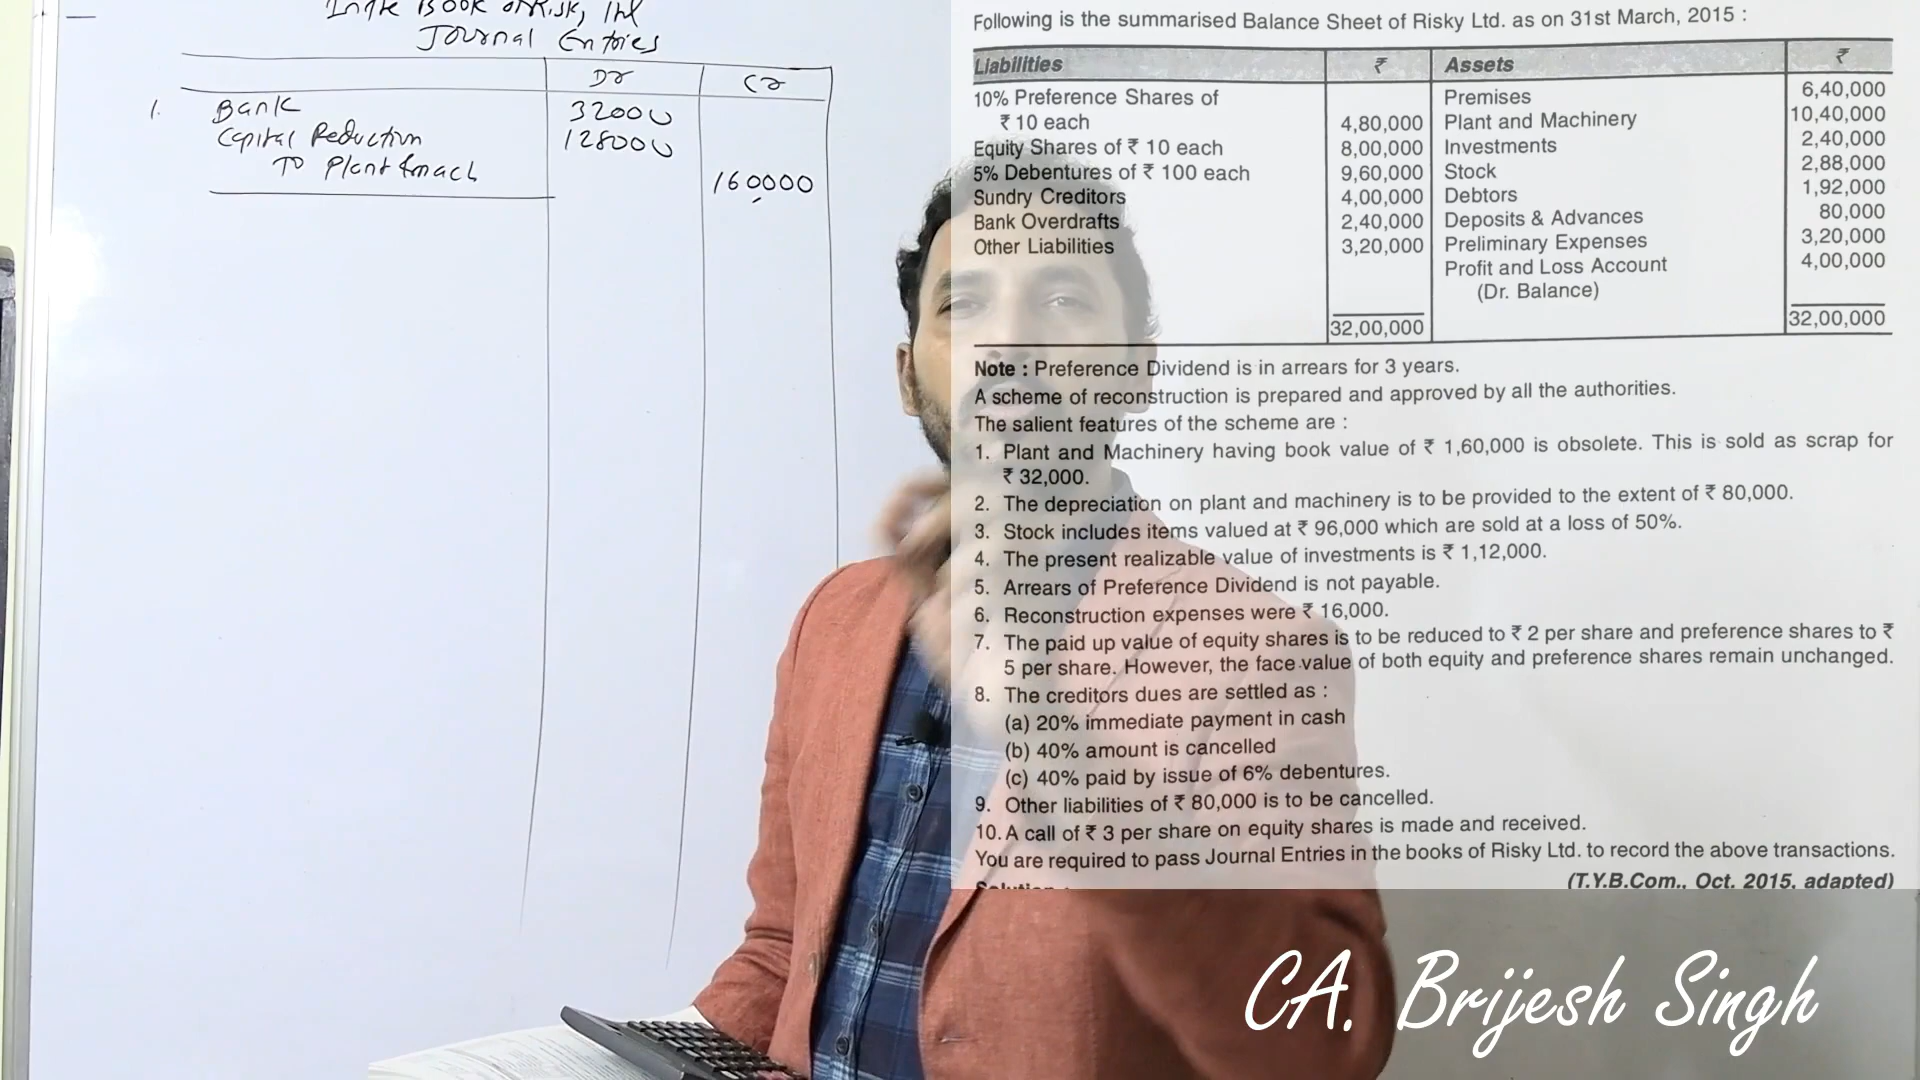 In the Book of Risky Ltd
Journal Entries
Dr Cr
1. Bank 32000
Capital Reduction 128000
To Plant & mach 160000
Following is the summarised Balance Sheet of Risky Ltd. as on 31st March, 2015 :
Liabilities ₹ Assets ₹
10% Preference Shares of Premises 6,40,000
₹ 10 each 4,80,000 Plant and Machinery 10,40,000
Equity Shares of ₹ 10 each 8,00,000 Investments 2,40,000
5% Debentures of ₹ 100 each 9,60,000 Stock 2,88,000
Sundry Creditors 4,00,000 Debtors 1,92,000
Bank Overdrafts 2,40,000 Deposits & Advances 80,000
Other Liabilities 3,20,000 Preliminary Expenses 3,20,000
Profit and Loss Account 4,00,000
(Dr. Balance)
32,00,000 32,00,000
Note : Preference Dividend is in arrears for 3 years.
A scheme of reconstruction is prepared and approved by all the authorities.
The salient features of the scheme are :
1. Plant and Machinery having book value of ₹ 1,60,000 is obsolete. This is sold as scrap for
₹ 32,000.
2. The depreciation on plant and machinery is to be provided to the extent of ₹ 80,000.
3. Stock includes items valued at ₹ 96,000 which are sold at a loss of 50%.
4. The present realizable value of investments is ₹ 1,12,000.
5. Arrears of Preference Dividend is not payable.
6. Reconstruction expenses were ₹ 16,000.
7. The paid up value of equity shares is to be reduced to ₹ 2 per share and preference shares to ₹
5 per share. However, the face value of both equity and preference shares remain unchanged.
8. The creditors dues are settled as :
(a) 20% immediate payment in cash
(b) 40% amount is cancelled
(c) 40% paid by issue of 6% debentures.
9. Other liabilities of ₹ 80,000 is to be cancelled.
10. A call of ₹ 3 per share on equity shares is made and received.
You are required to pass Journal Entries in the books of Risky Ltd. to record the above transactions.
(T.Y.B.Com., Oct. 2015, adapted)
Solution :
CA. Brijesh Singh